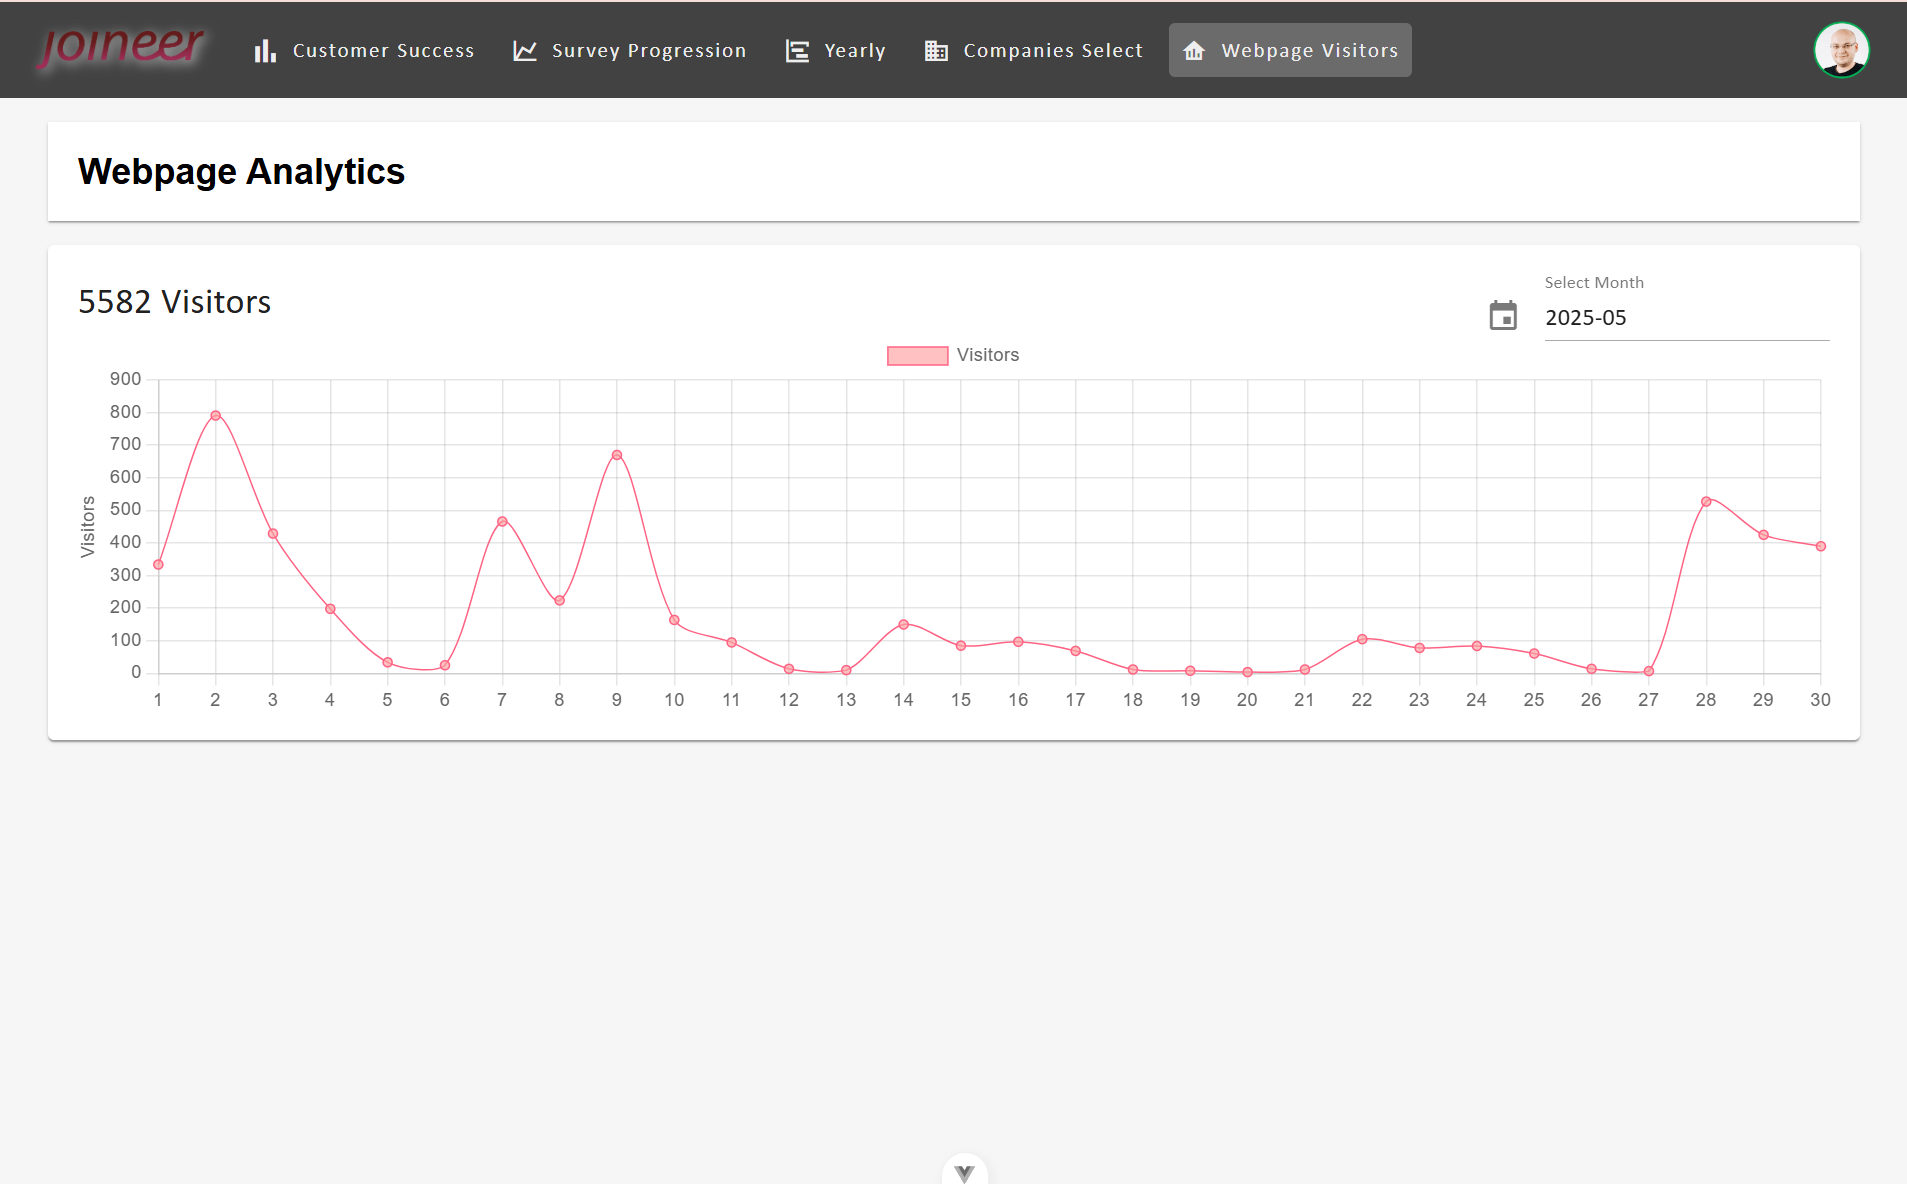 joineer
Customer Success
Survey Progression
Yearly
Companies Select
Webpage Visitors
Webpage Analytics
5582 Visitors
Select Month
2025-05
Visitors
Visitors
900
800
700
600
500
400
300
200
100
0
1 2 3 4 5 6 7 8 9 10 11 12 13 14 15 16 17 18 19 20 21 22 23 24 25 26 27 28 29 30